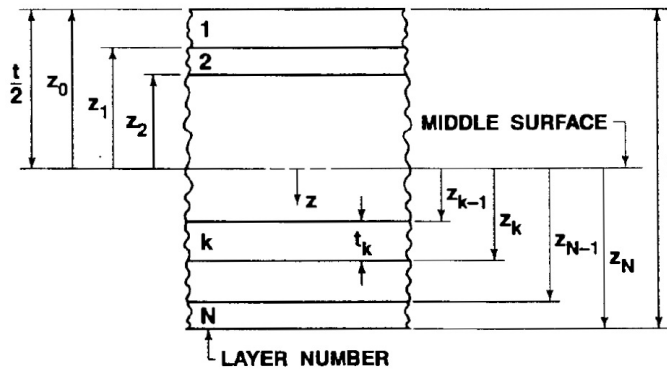 1
2
t/2
z0
z1
z2
MIDDLE SURFACE
z
zk–1
zk
zN–1
zN
k
tk
N
LAYER NUMBER